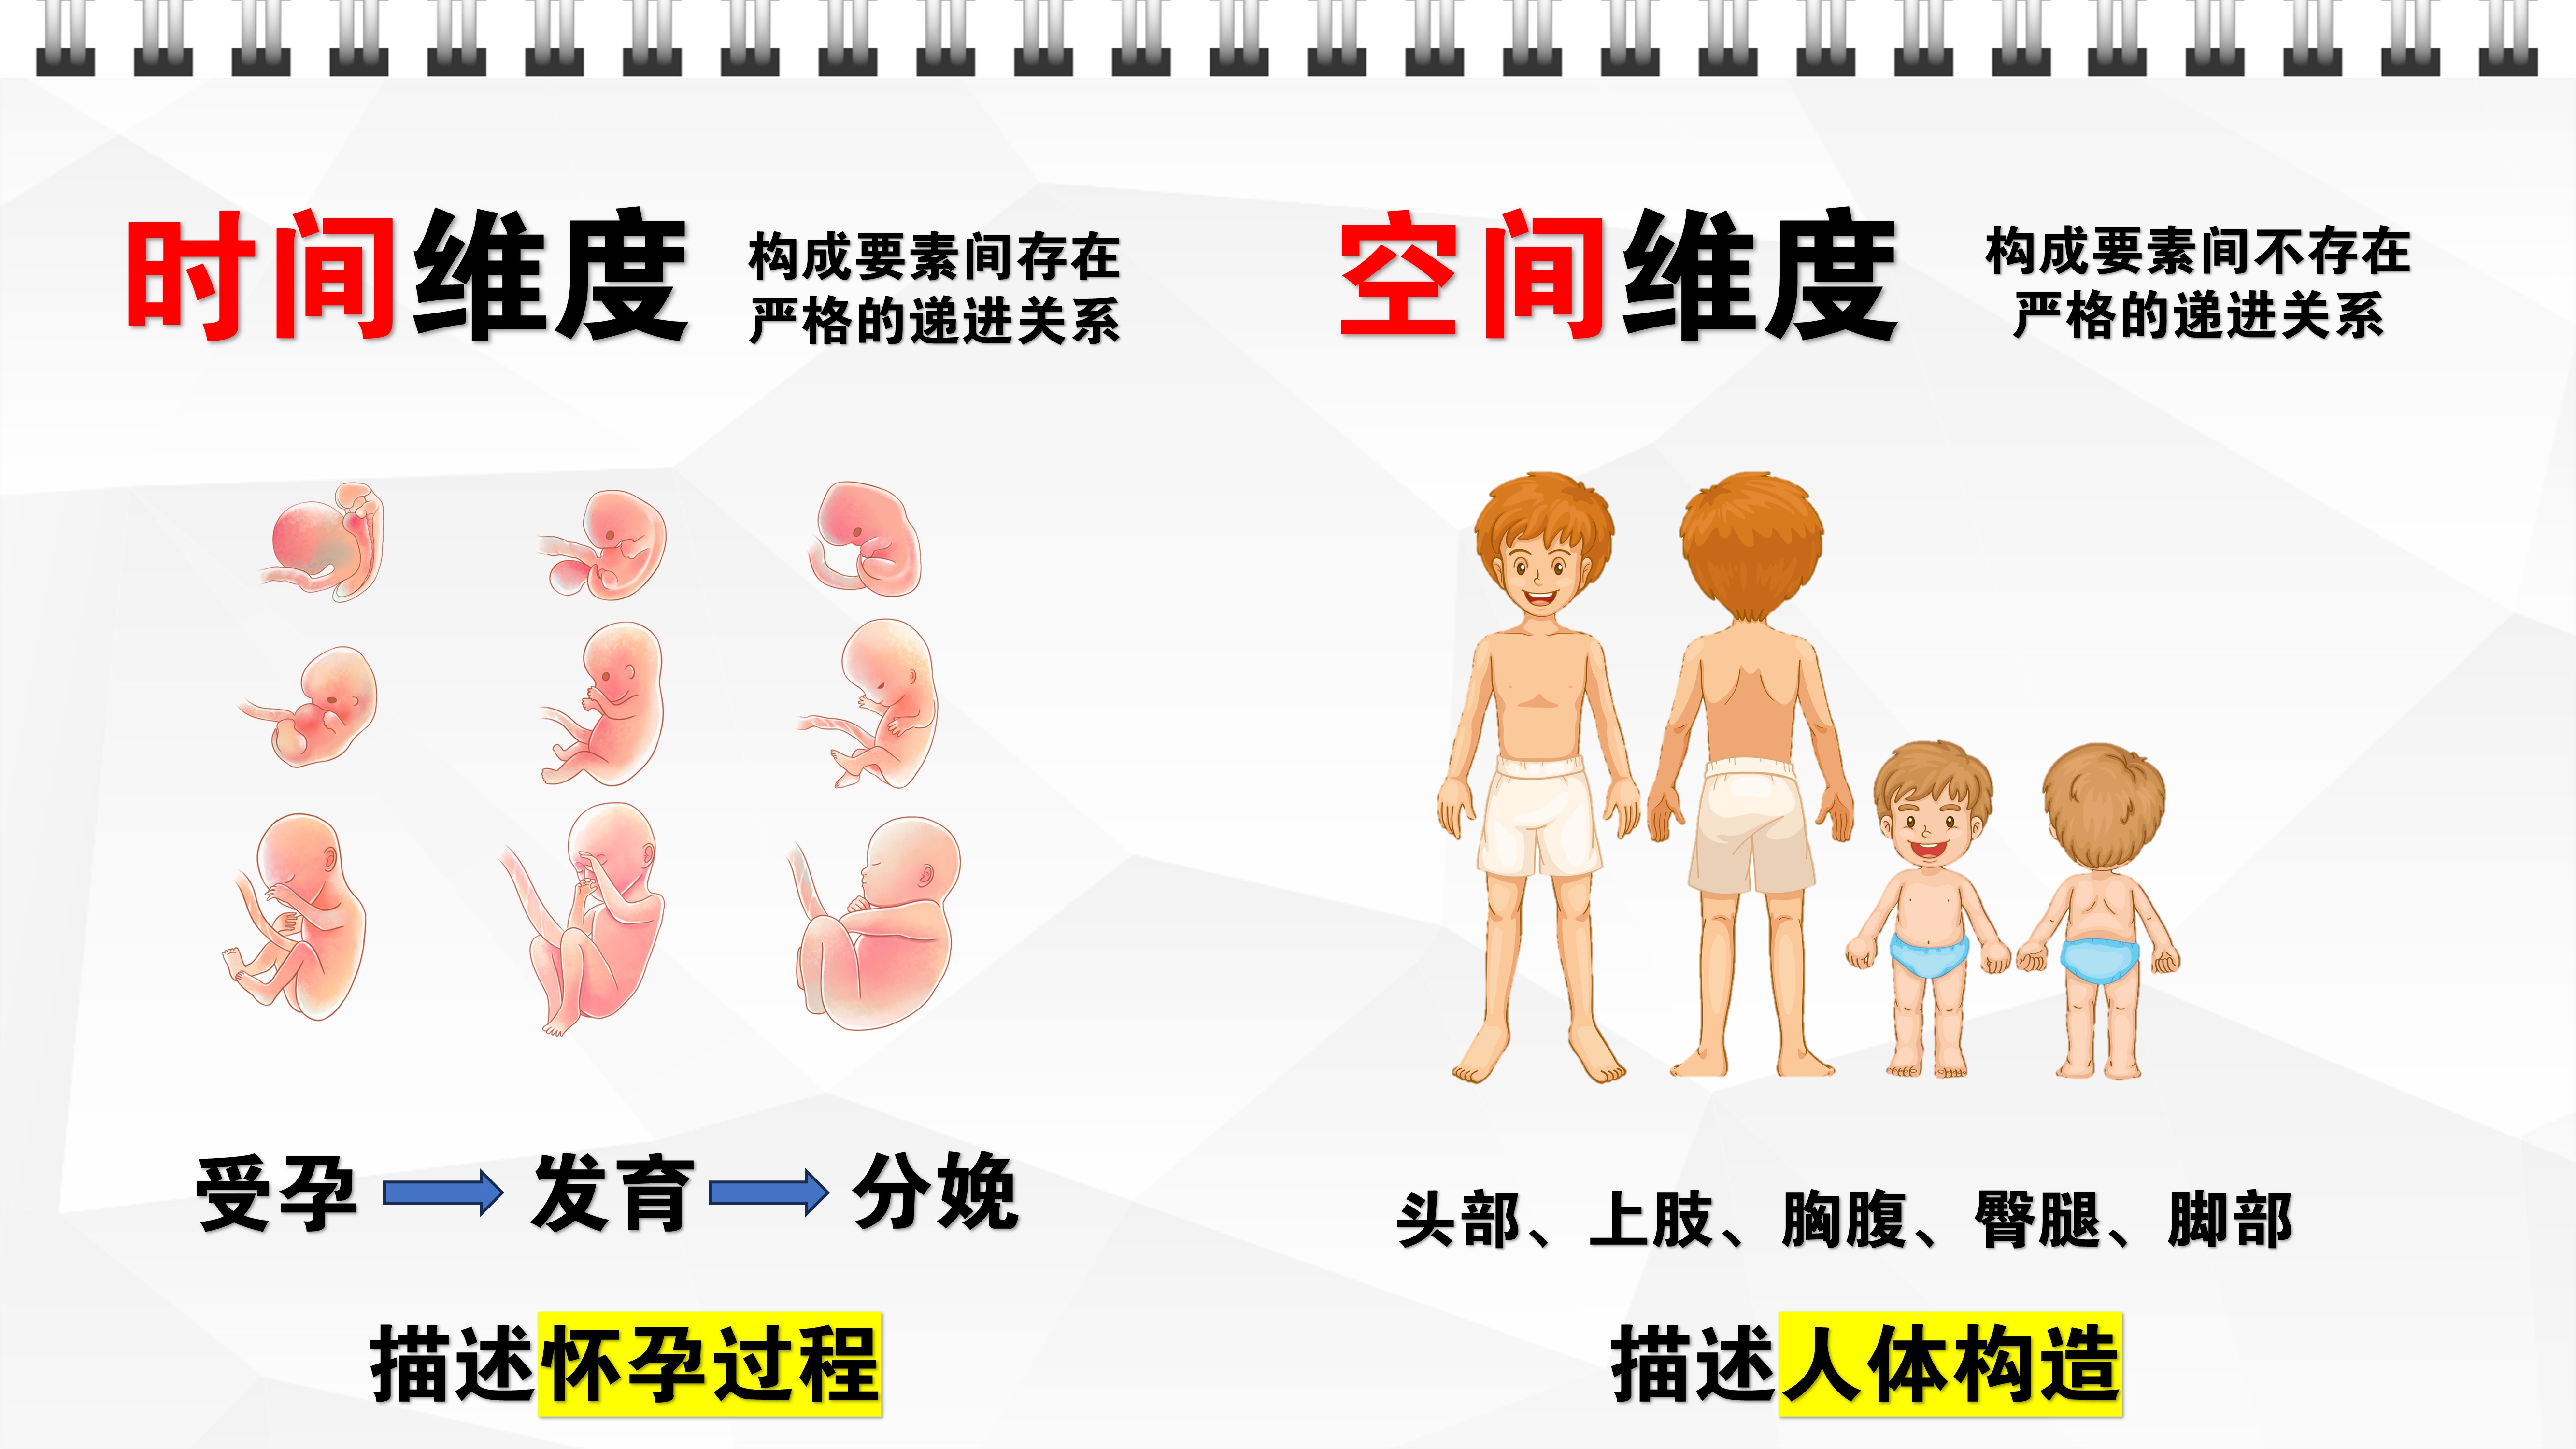 时间维度
构成要素间存在
严格的递进关系
受孕 发育 分娩
描述怀孕过程
空间维度
构成要素间不存在
严格的递进关系
头部、上肢、胸腹、臀腿、脚部
描述人体构造